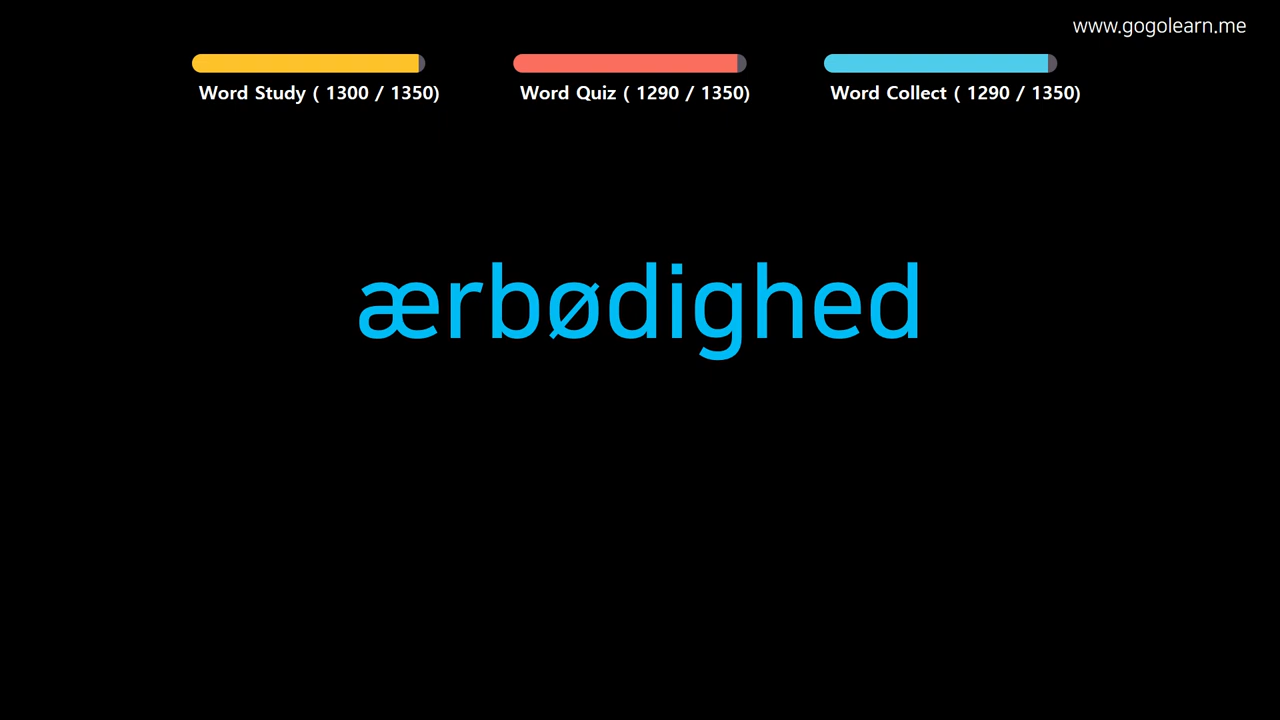 www.gogolearn.me
Word Study ( 1300 / 1350)
Word Quiz ( 1290 / 1350)
Word Collect ( 1290 / 1350)
ærbødighed